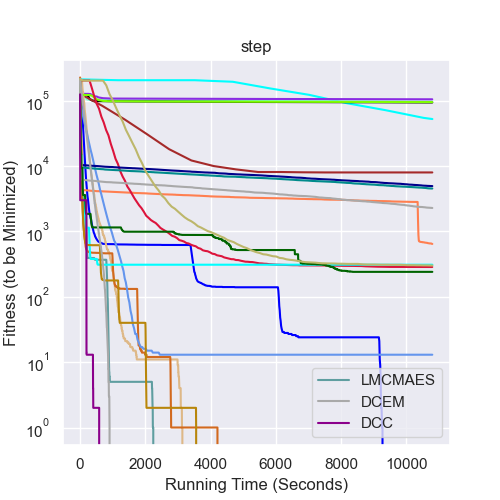 step
Fitness (to be Minimized)
10^5
10^4
10^3
10^2
10^1
10^0
0 2000 4000 6000 8000 10000
Running Time (Seconds)
LMCMAES
DCEM
DCC